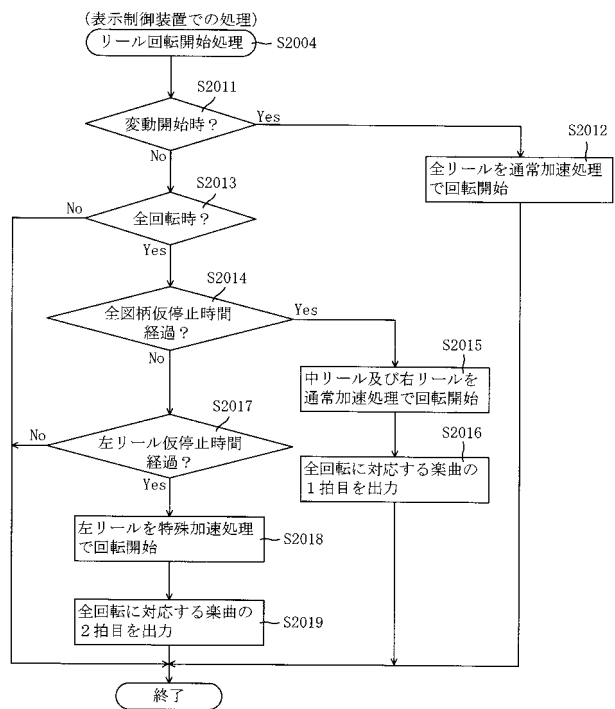 (表示制御装置での処理)
リール回転開始処理
S2004
S2011
変動開始時?
Yes
No
S2012
全リールを通常加速処理
で回転開始
S2013
No
全回転時?
Yes
S2014
全図柄仮停止時間
経過?
Yes
No
S2015
中リール及び右リールを
通常加速処理で回転開始
S2017
No
左リール仮停止時間
経過?
Yes
S2016
全回転に対応する楽曲の
1拍目を出力
左リールを特殊加速処理
で回転開始
S2018
全回転に対応する楽曲の
2拍目を出力
S2019
終了